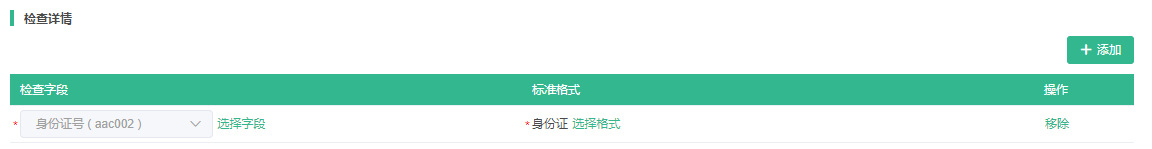 检查详情
+ 添加
检查字段 标准格式 操作
* 身份证号 ( aac002 ) 选择字段 * 身份证 选择格式 移除